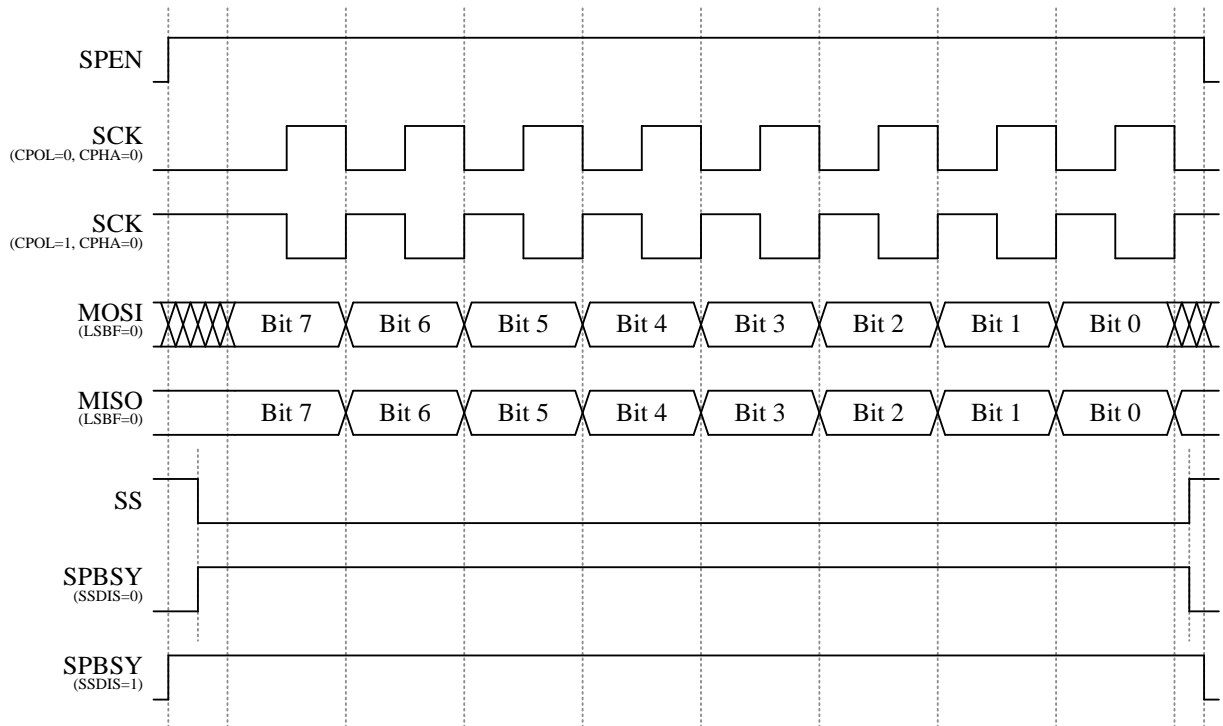 SPEN
SCK
(CPOL=0, CPHA=0)
SCK
(CPOL=1, CPHA=0)
MOSI
(LSBF=0)
Bit 7 Bit 6 Bit 5 Bit 4 Bit 3 Bit 2 Bit 1 Bit 0
MISO
(LSBF=0)
Bit 7 Bit 6 Bit 5 Bit 4 Bit 3 Bit 2 Bit 1 Bit 0
SS
SPBSY
(SSDIS=0)
SPBSY
(SSDIS=1)